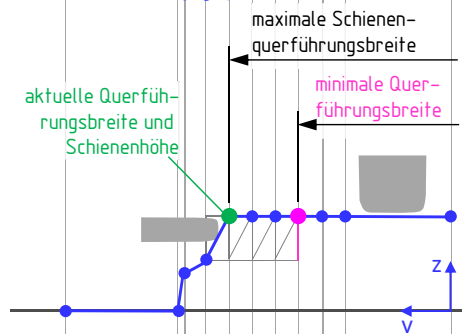 maximale Schienen-
querführungsbreite
minimale Quer-
führungsbreite
aktuelle Querfüh-
rungsbreite und
Schienenhöhe
z
y